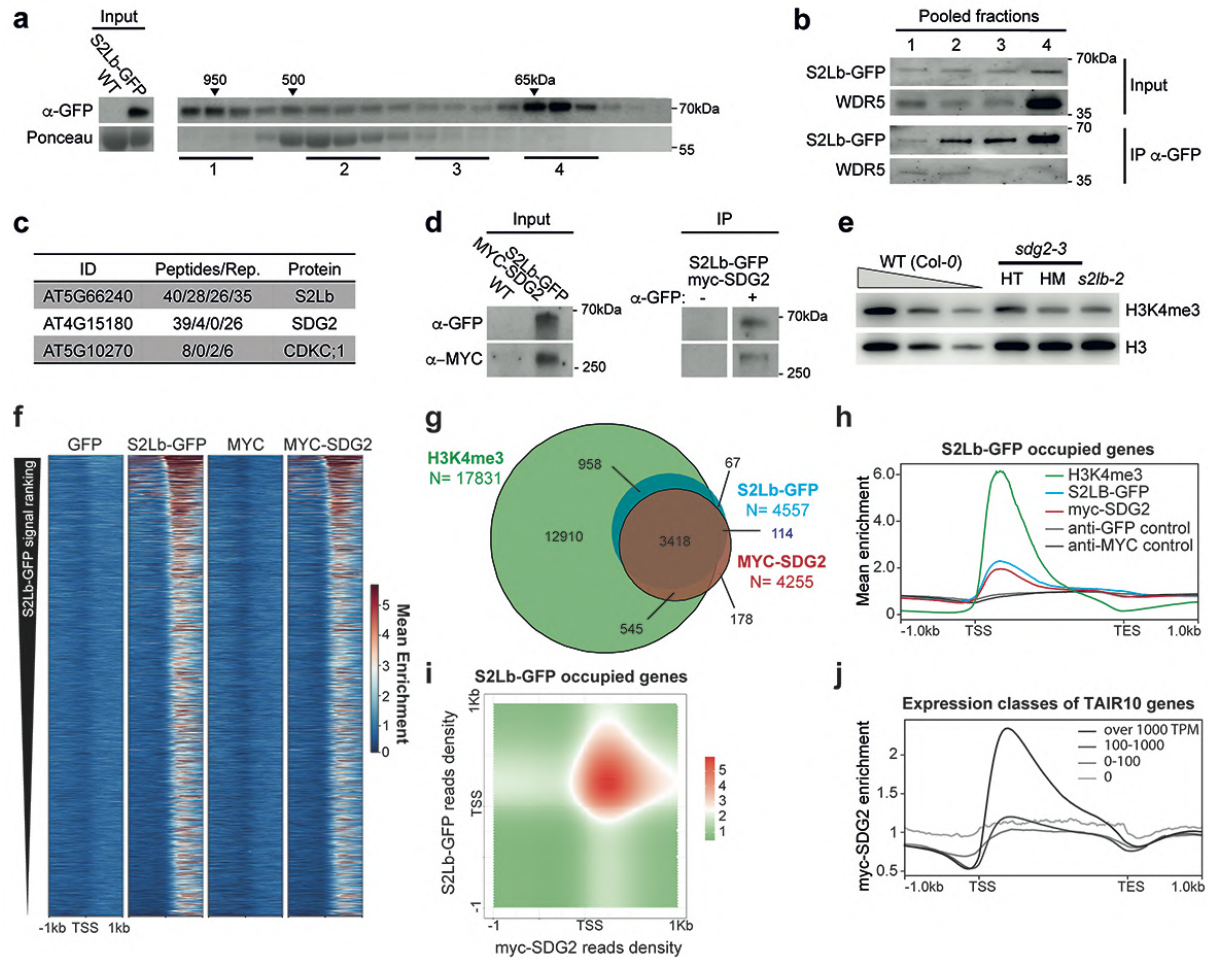 a
Input
S2Lb-GFP
WT
950
500
65kDa
α-GFP
70kDa
Ponceau
55
1
2
3
4
b
Pooled fractions
1 2 3 4
70kDa
S2Lb-GFP
WDR5
35
Input
70
S2Lb-GFP
WDR5
35
IP α-GFP
c
ID Peptides/Rep. Protein
AT5G66240 40/28/26/35 S2Lb
AT4G15180 39/4/0/26 SDG2
AT5G10270 8/0/2/6 CDKC;1
d
Input
S2Lb-GFP
MYC-SDG2
WT
IP
S2Lb-GFP
myc-SDG2
α-GFP: - +
α-GFP
70kDa
70kDa
α-MYC
250
250
e
WT (Col-0)
sdg2-3
HT HM s2lb-2
H3K4me3
H3
f
GFP S2Lb-GFP MYC MYC-SDG2
S2Lb-GFP signal ranking
5
4
3
2
1
0
Mean Enrichment
-1kb TSS 1kb
g
H3K4me3
N= 17831
958
67
S2Lb-GFP
N= 4557
12910
3418
114
MYC-SDG2
N= 4255
545
178
h
S2Lb-GFP occupied genes
6.0
4.0
2.0
0
Mean enrichment
H3K4me3
S2LB-GFP
myc-SDG2
anti-GFP control
anti-MYC control
-1.0kb TSS TES 1.0kb
i
S2Lb-GFP occupied genes
1Kb
TSS
-1
S2Lb-GFP reads density
5
4
3
2
1
-1 TSS 1Kb
myc-SDG2 reads density
j
Expression classes of TAIR10 genes
2
1.5
1
0.5
myc-SDG2 enrichment
over 1000 TPM
100-1000
0-100
0
-1.0kb TSS TES 1.0kb